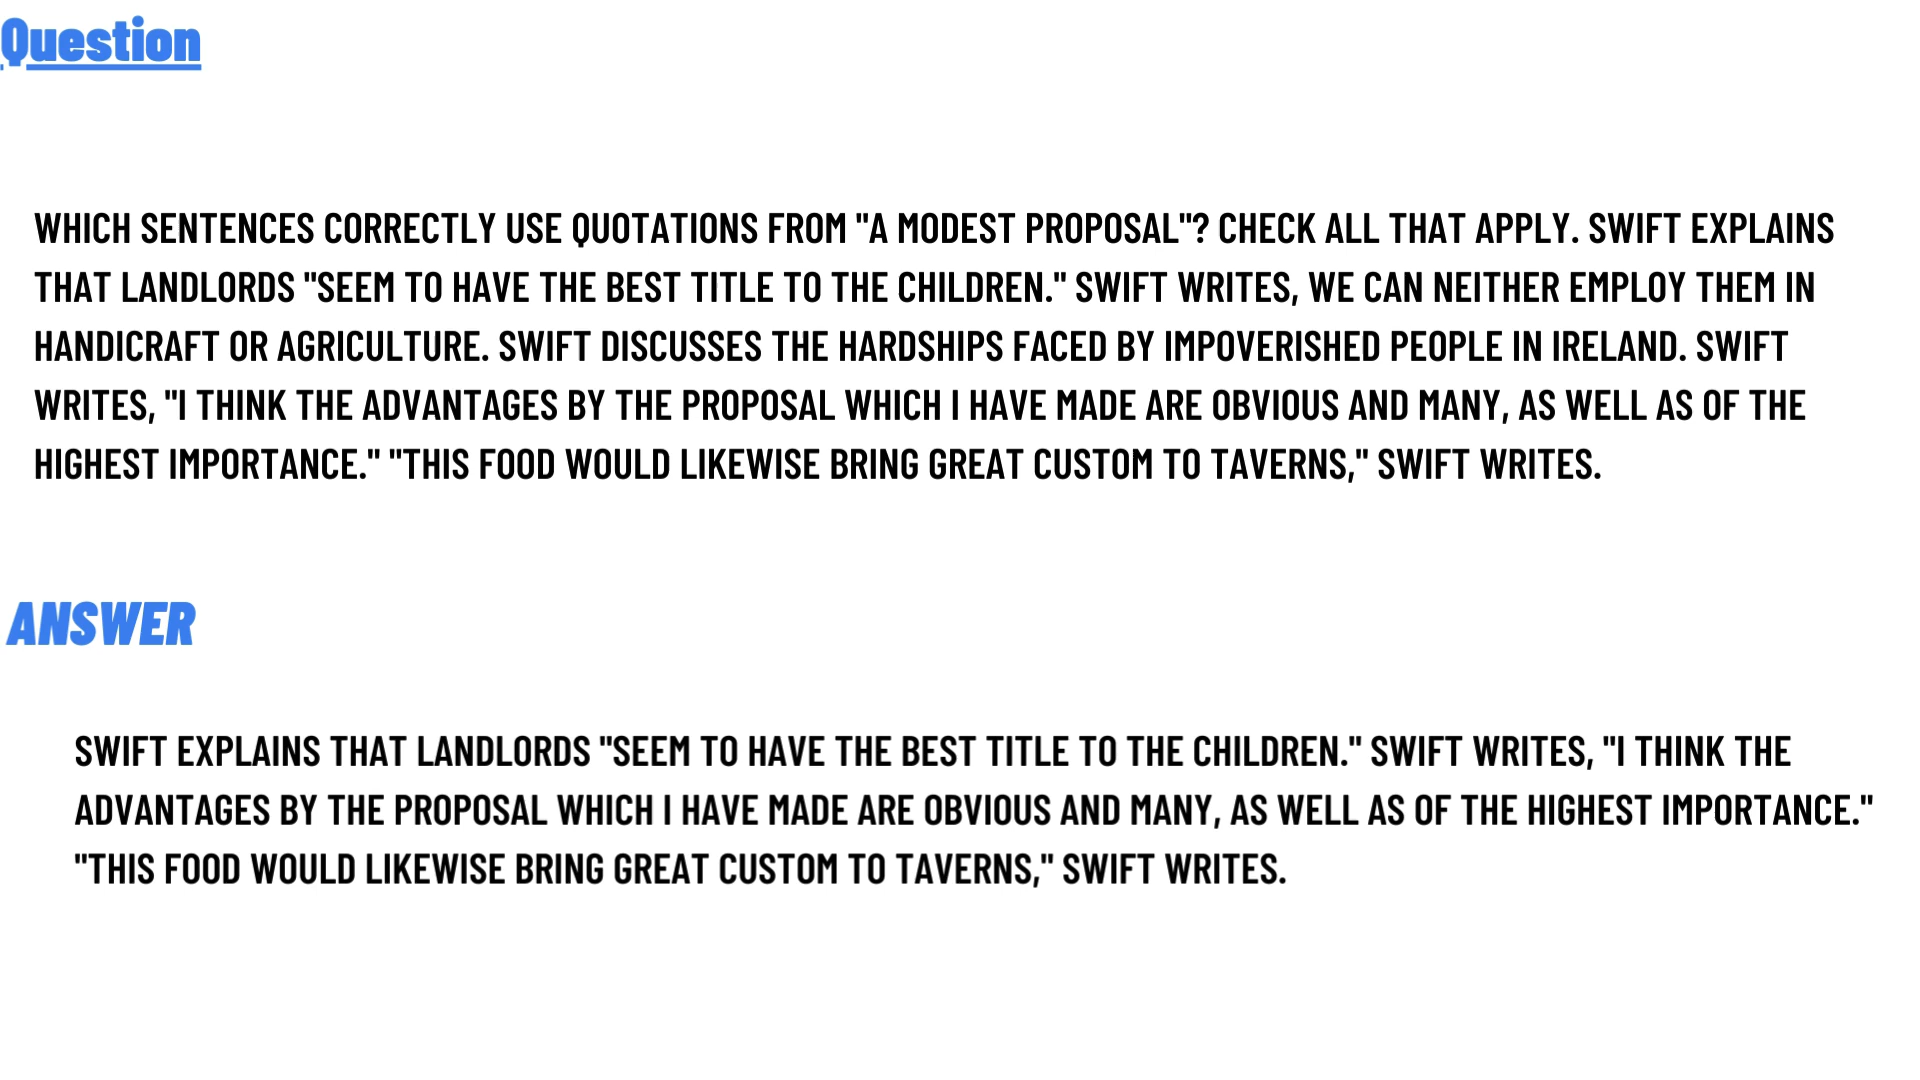 Question
WHICH SENTENCES CORRECTLY USE QUOTATIONS FROM "A MODEST PROPOSAL"? CHECK ALL THAT APPLY. SWIFT EXPLAINS
THAT LANDLORDS "SEEM TO HAVE THE BEST TITLE TO THE CHILDREN." SWIFT WRITES, WE CAN NEITHER EMPLOY THEM IN
HANDICRAFT OR AGRICULTURE. SWIFT DISCUSSES THE HARDSHIPS FACED BY IMPOVERISHED PEOPLE IN IRELAND. SWIFT
WRITES, "I THINK THE ADVANTAGES BY THE PROPOSAL WHICH I HAVE MADE ARE OBVIOUS AND MANY, AS WELL AS OF THE
HIGHEST IMPORTANCE." "THIS FOOD WOULD LIKEWISE BRING GREAT CUSTOM TO TAVERNS," SWIFT WRITES.
ANSWER
SWIFT EXPLAINS THAT LANDLORDS "SEEM TO HAVE THE BEST TITLE TO THE CHILDREN." SWIFT WRITES, "I THINK THE
ADVANTAGES BY THE PROPOSAL WHICH I HAVE MADE ARE OBVIOUS AND MANY, AS WELL AS OF THE HIGHEST IMPORTANCE."
"THIS FOOD WOULD LIKEWISE BRING GREAT CUSTOM TO TAVERNS," SWIFT WRITES.